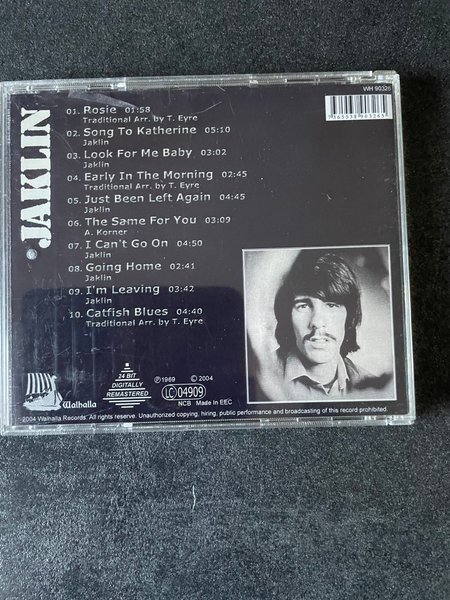 WH 90326
7 365538 903265
JAKLIN
01. Rosie 01:58
Traditional Arr. by T. Eyre
02. Song To Katherine 05:10
Jaklin
03. Look For Me Baby 03:02
Jaklin
04. Early In The Morning 02:45
Traditional Arr. by T. Eyre
05. Just Been Left Again 04:45
Jaklin
06. The Same For You 03:09
A. Korner
07. I Can't Go On 04:50
Jaklin
08. Going Home 02:41
Jaklin
09. I'm Leaving 03:42
Jaklin
10. Catfish Blues 04:40
Traditional Arr. by T. Eyre
Walhalla
24 BIT
DIGITALLY
REMASTERED
℗1969 ©2004
LC 04909
NCB Made In EEC
2004 Walhalla Records. All rights reserve. Unauthorized copying, hiring, public performance and broadcasting of this record prohibited.